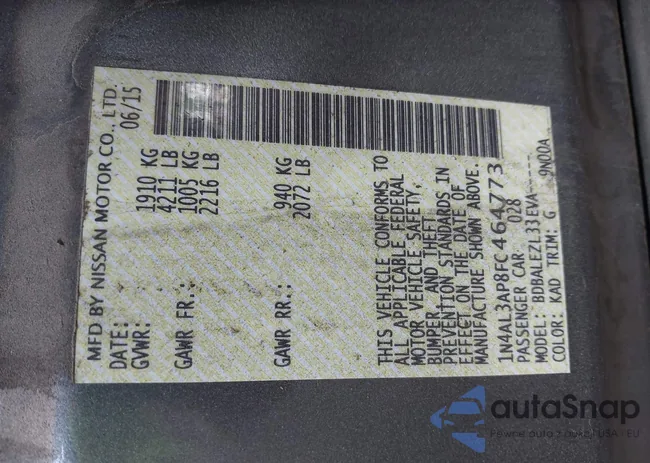 MFD BY NISSAN MOTOR CO., LTD.
DATE: 06/15
GVWR: 1910 KG
4211 LB
GAWR FR.: 1005 KG
2216 LB
GAWR RR.: 940 KG
2072 LB
THIS VEHICLE CONFORMS TO
ALL APPLICABLE FEDERAL
MOTOR VEHICLE SAFETY,
BUMPER, AND THEFT
PREVENTION STANDARDS IN
EFFECT ON THE DATE OF
MANUFACTURE SHOWN ABOVE.
1N4AL3AP8FC464773
PASSENGER CAR 028
MODEL: BDBALEZL33EVA-----
COLOR: KAD TRIM: G 9N00A
autaSnap